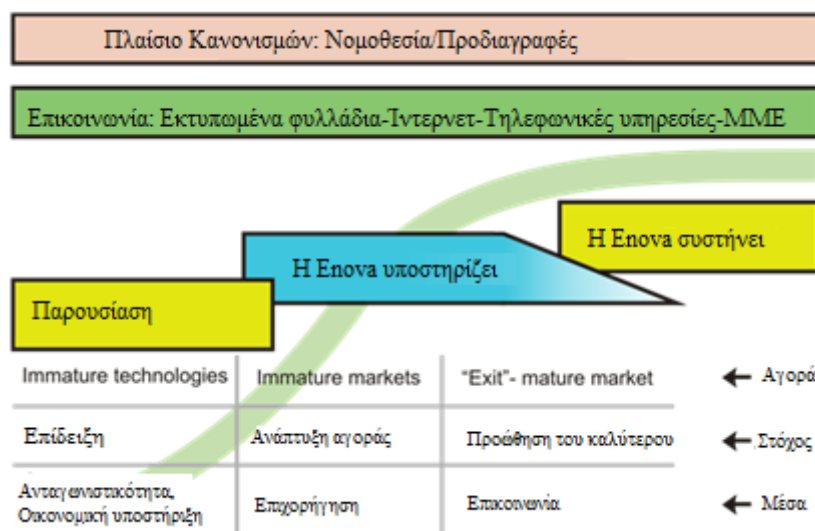 Πλαίσιο Κανονισμών: Νομοθεσία/Προδιαγραφές
Επικοινωνία: Εκτυπωμένα φυλλάδια-Ίντερνετ-Τηλεφωνικές υπηρεσίες-ΜΜΕ
Η Enova συστήνει
Η Enova υποστηρίζει
Παρουσίαση
Immature technologies Immature markets "Exit"- mature market Αγορά
Επίδειξη Ανάπτυξη αγοράς Προώθηση του καλύτερου Στόχος
Ανταγωνιστικότητα,
Οικονομική υποστήριξη Επιχορήγηση Επικοινωνία Μέσα